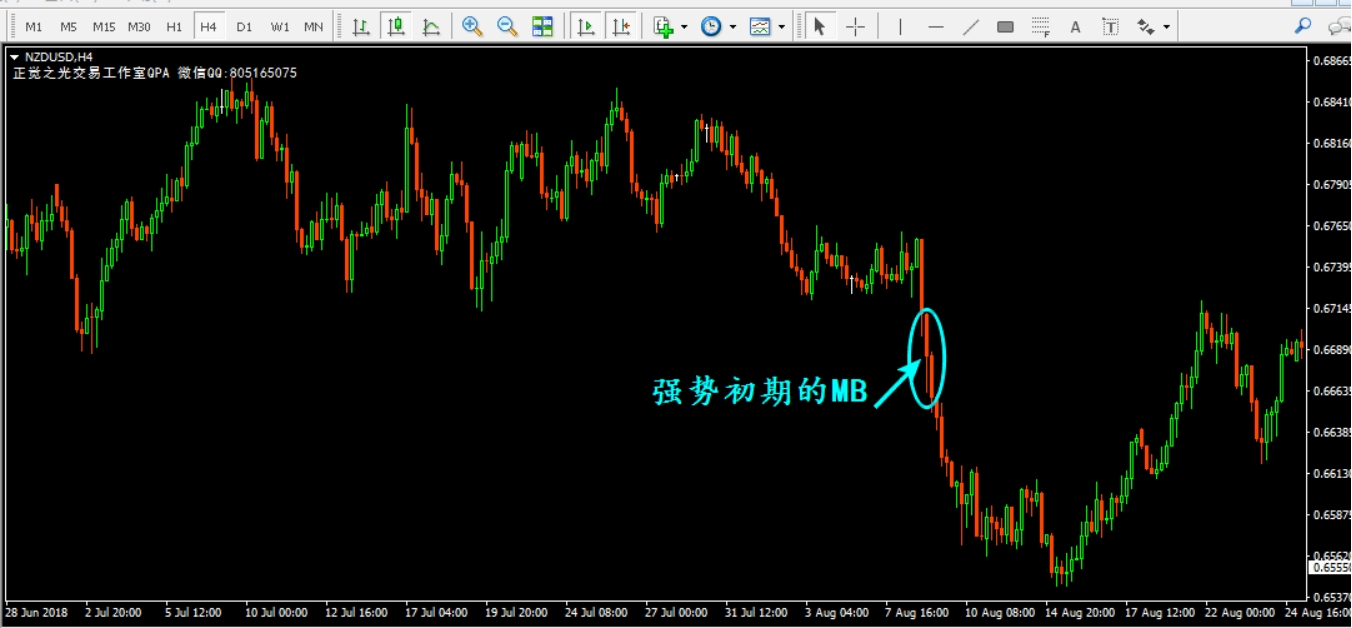 M1 M5 M15 M30 H1 H4 D1 W1 MN
F
A
T
NZDUSD,H4
正觉之光交易工作室QPA 微信QQ:805165075
强势初期的MB
0.68665
0.68410
0.68160
0.67905
0.67650
0.67395
0.67145
0.66890
0.66635
0.66385
0.66130
0.65875
0.65620
0.65550
0.65370
28 Jun 2018 2 Jul 20:00 5 Jul 12:00 10 Jul 00:00 12 Jul 16:00 17 Jul 04:00 19 Jul 20:00 24 Jul 08:00 27 Jul 00:00 31 Jul 12:00 3 Aug 04:00 7 Aug 16:00 10 Aug 08:00 14 Aug 20:00 17 Aug 12:00 22 Aug 00:00 24 Aug 16:00